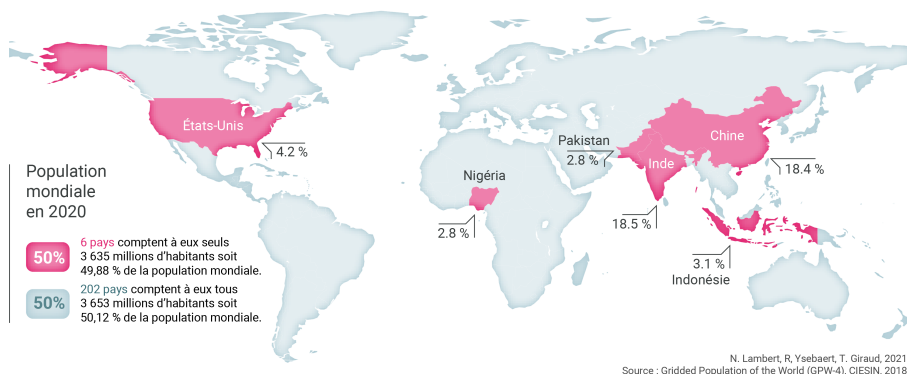 États-Unis
4.2 %
Nigéria
2.8 %
Pakistan
2.8 %
Inde
18.5 %
Chine
18.4 %
3.1 %
Indonésie
Population
mondiale
en 2020
50%
6 pays comptent à eux seuls
3 635 millions d’habitants soit
49,88 % de la population mondiale.
50%
202 pays comptent à eux tous
3 653 millions d’habitants soit
50,12 % de la population mondiale.
N. Lambert, R, Ysebaert, T. Giraud, 2021
Source : Gridded Population of the World (GPW-4), CIESIN, 2018